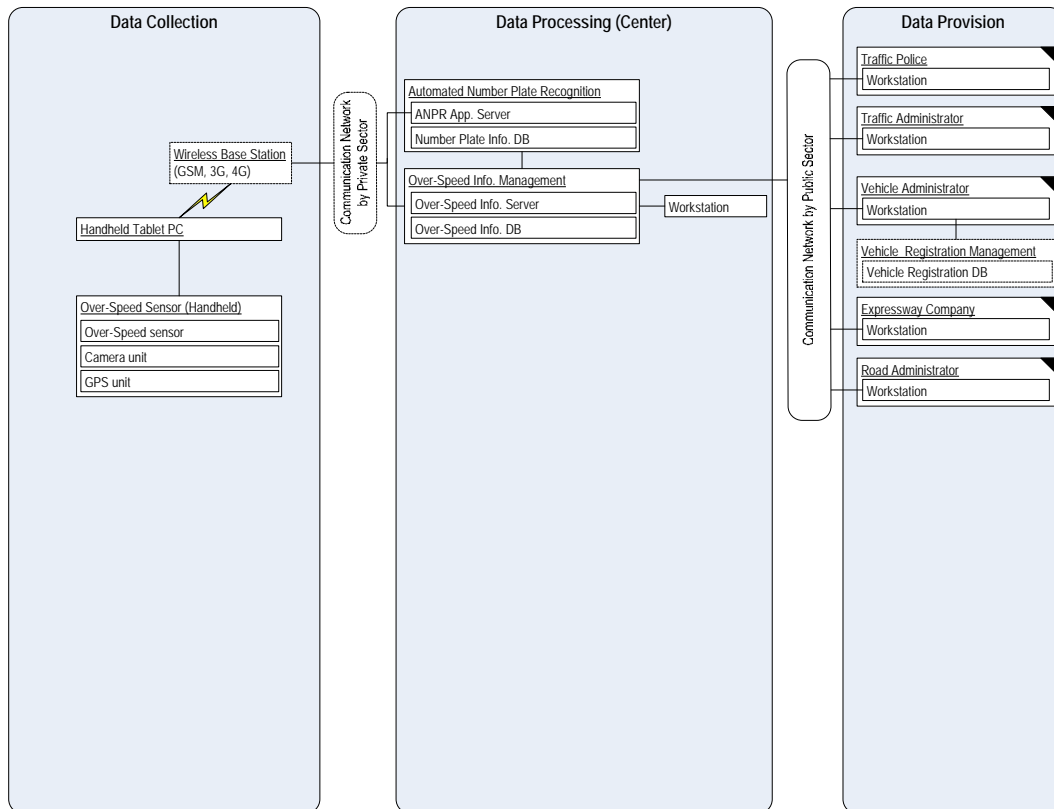 Data Collection
Wireless Base Station
(GSM, 3G, 4G)
Handheld Tablet PC
Over-Speed Sensor (Handheld)
Over-Speed sensor
Camera unit
GPS unit
Communication Network
by Private Sector
Data Processing (Center)
Automated Number Plate Recognition
ANPR App. Server
Number Plate Info. DB
Over-Speed Info. Management
Over-Speed Info. Server
Over-Speed Info. DB
Workstation
Communication Network by Public Sector
Data Provision
Traffic Police
Workstation
Traffic Administrator
Workstation
Vehicle Administrator
Workstation
Vehicle Registration Management
Vehicle Registration DB
Expressway Company
Workstation
Road Administrator
Workstation